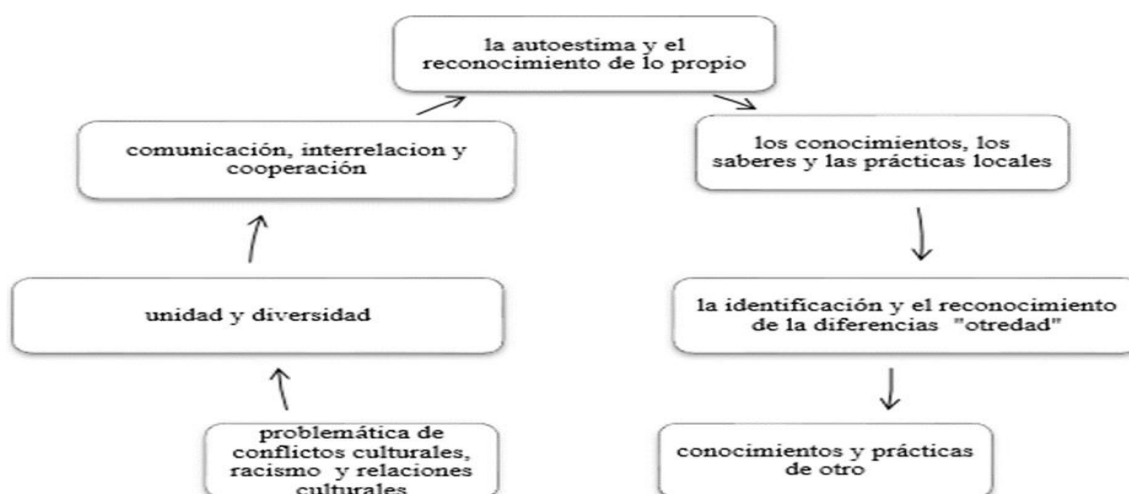 la autoestima y el
reconocimiento de lo propio
comunicación, interrelacion y
cooperación
los conocimientos, los
saberes y las prácticas locales
unidad y diversidad
la identificación y el reconocimiento
de la diferencias "otredad"
problemática de
conflictos culturales,
racismo y relaciones
culturales
conocimientos y prácticas
de otro